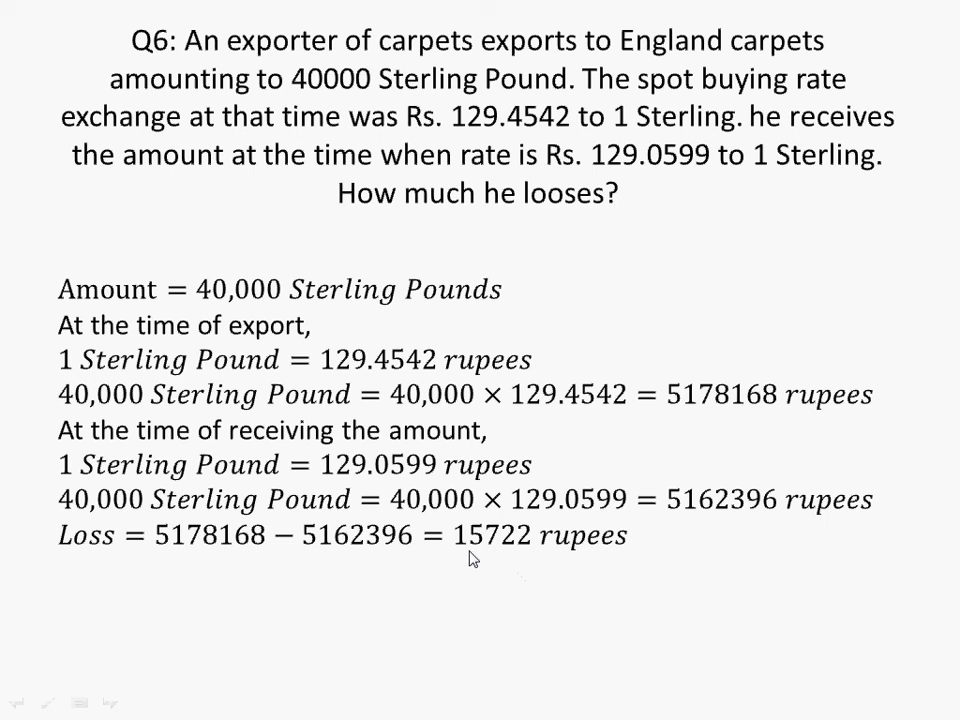 Q6: An exporter of carpets exports to England carpets
amounting to 40000 Sterling Pound. The spot buying rate
exchange at that time was Rs. 129.4542 to 1 Sterling. he receives
the amount at the time when rate is Rs. 129.0599 to 1 Sterling.
How much he looses?
Amount = 40,000 Sterling Pounds
At the time of export,
1 Sterling Pound = 129.4542 rupees
40,000 Sterling Pound = 40,000 × 129.4542 = 5178168 rupees
At the time of receiving the amount,
1 Sterling Pound = 129.0599 rupees
40,000 Sterling Pound = 40,000 × 129.0599 = 5162396 rupees
Loss = 5178168 − 5162396 = 15722 rupees